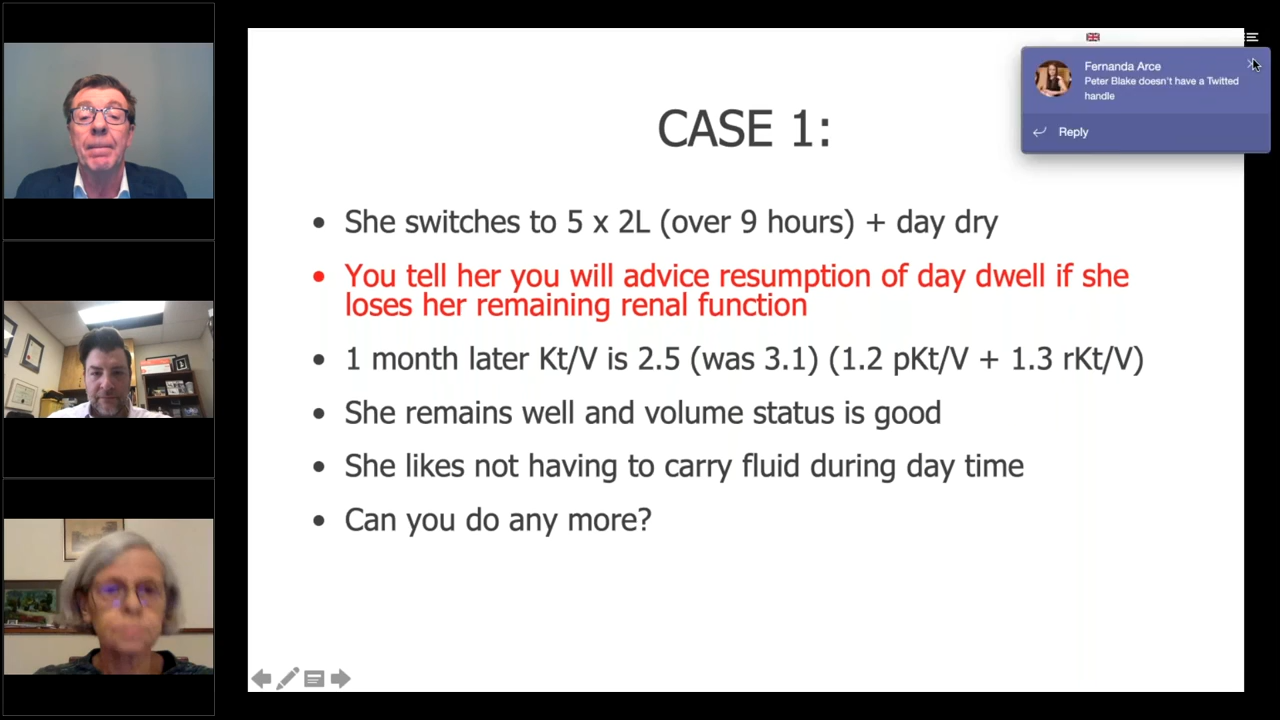 Fernanda Arce
Peter Blake doesn't have a Twitted
handle
Reply
CASE 1:
• She switches to 5 x 2L (over 9 hours) + day dry
• You tell her you will advice resumption of day dwell if she
loses her remaining renal function
• 1 month later Kt/V is 2.5 (was 3.1) (1.2 pKt/V + 1.3 rKt/V)
• She remains well and volume status is good
• She likes not having to carry fluid during day time
• Can you do any more?